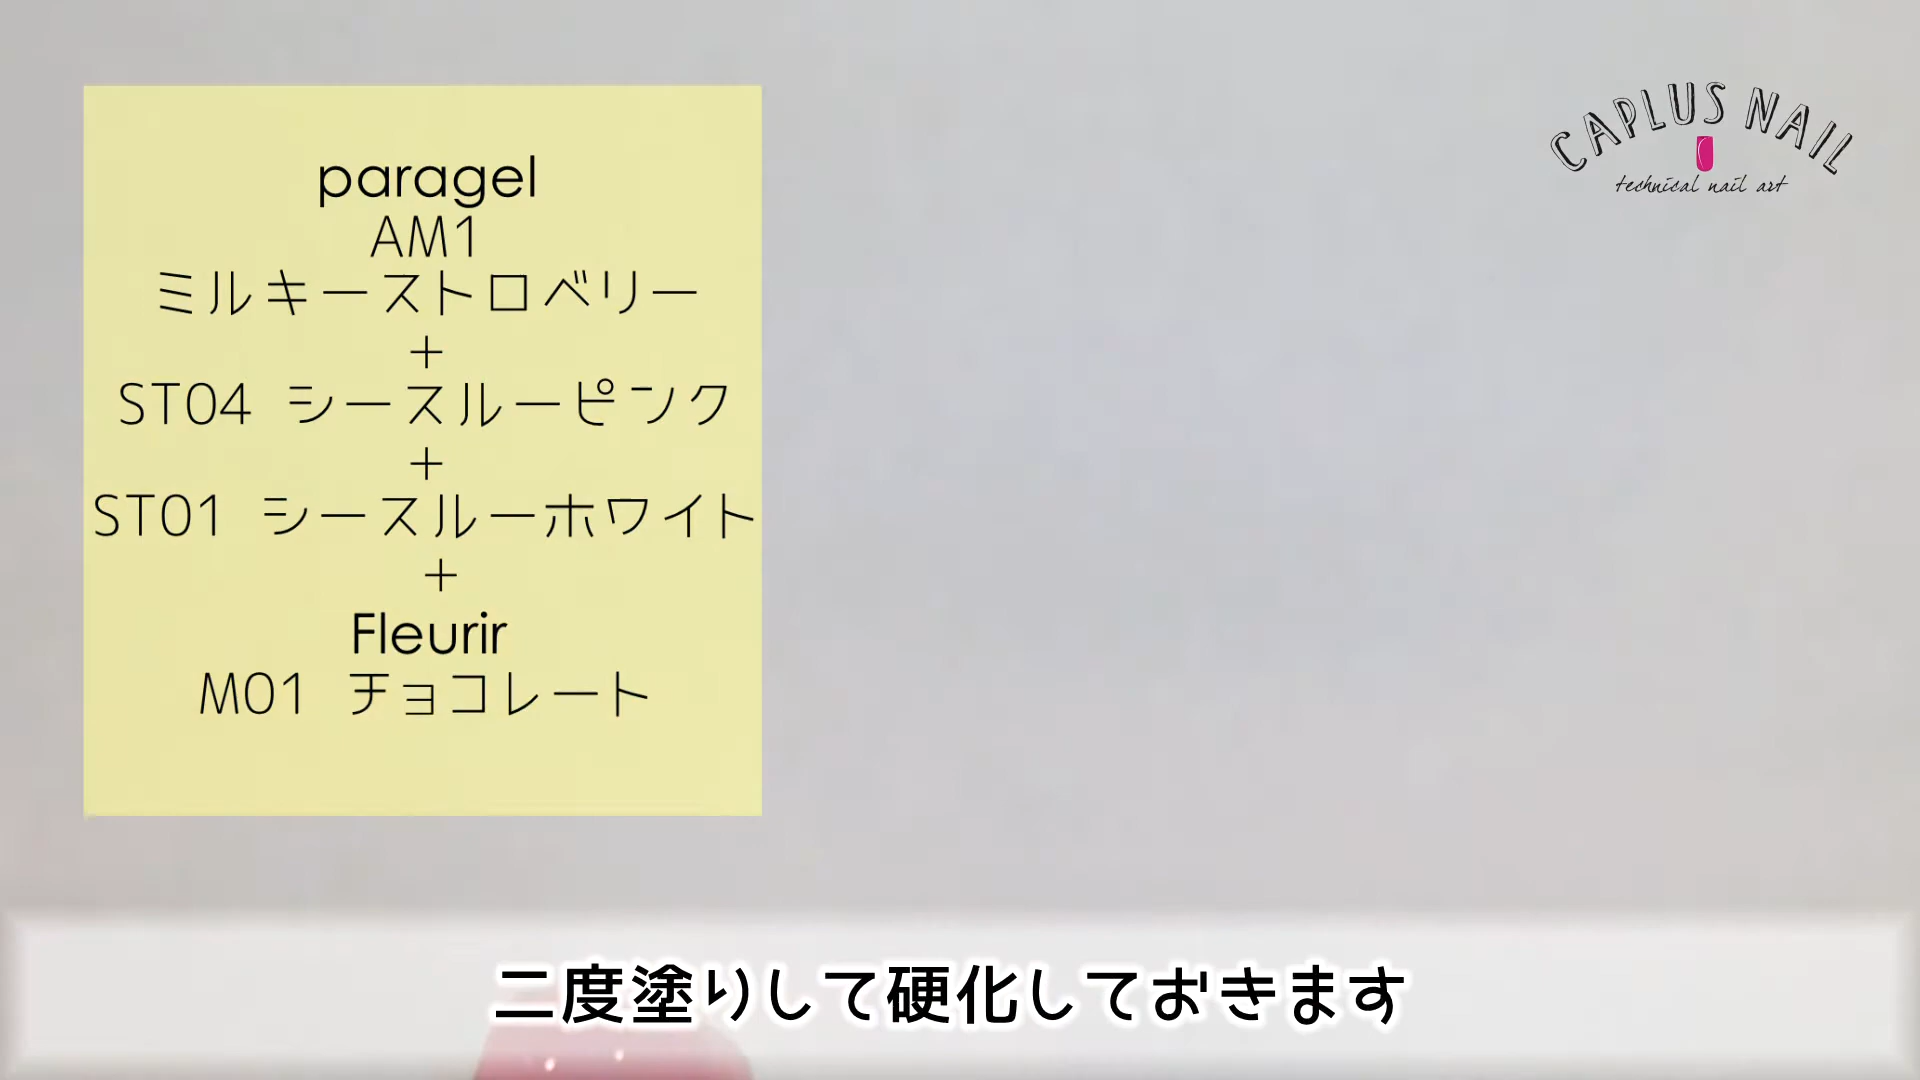 paragel
AM1
ミルキーストロベリー
+
ST04 シースルーピンク
+
ST01 シースルーホワイト
+
Fleurir
M01 チョコレート
CAPLUS NAIL
technical nail art
二度塗りして硬化しておきます